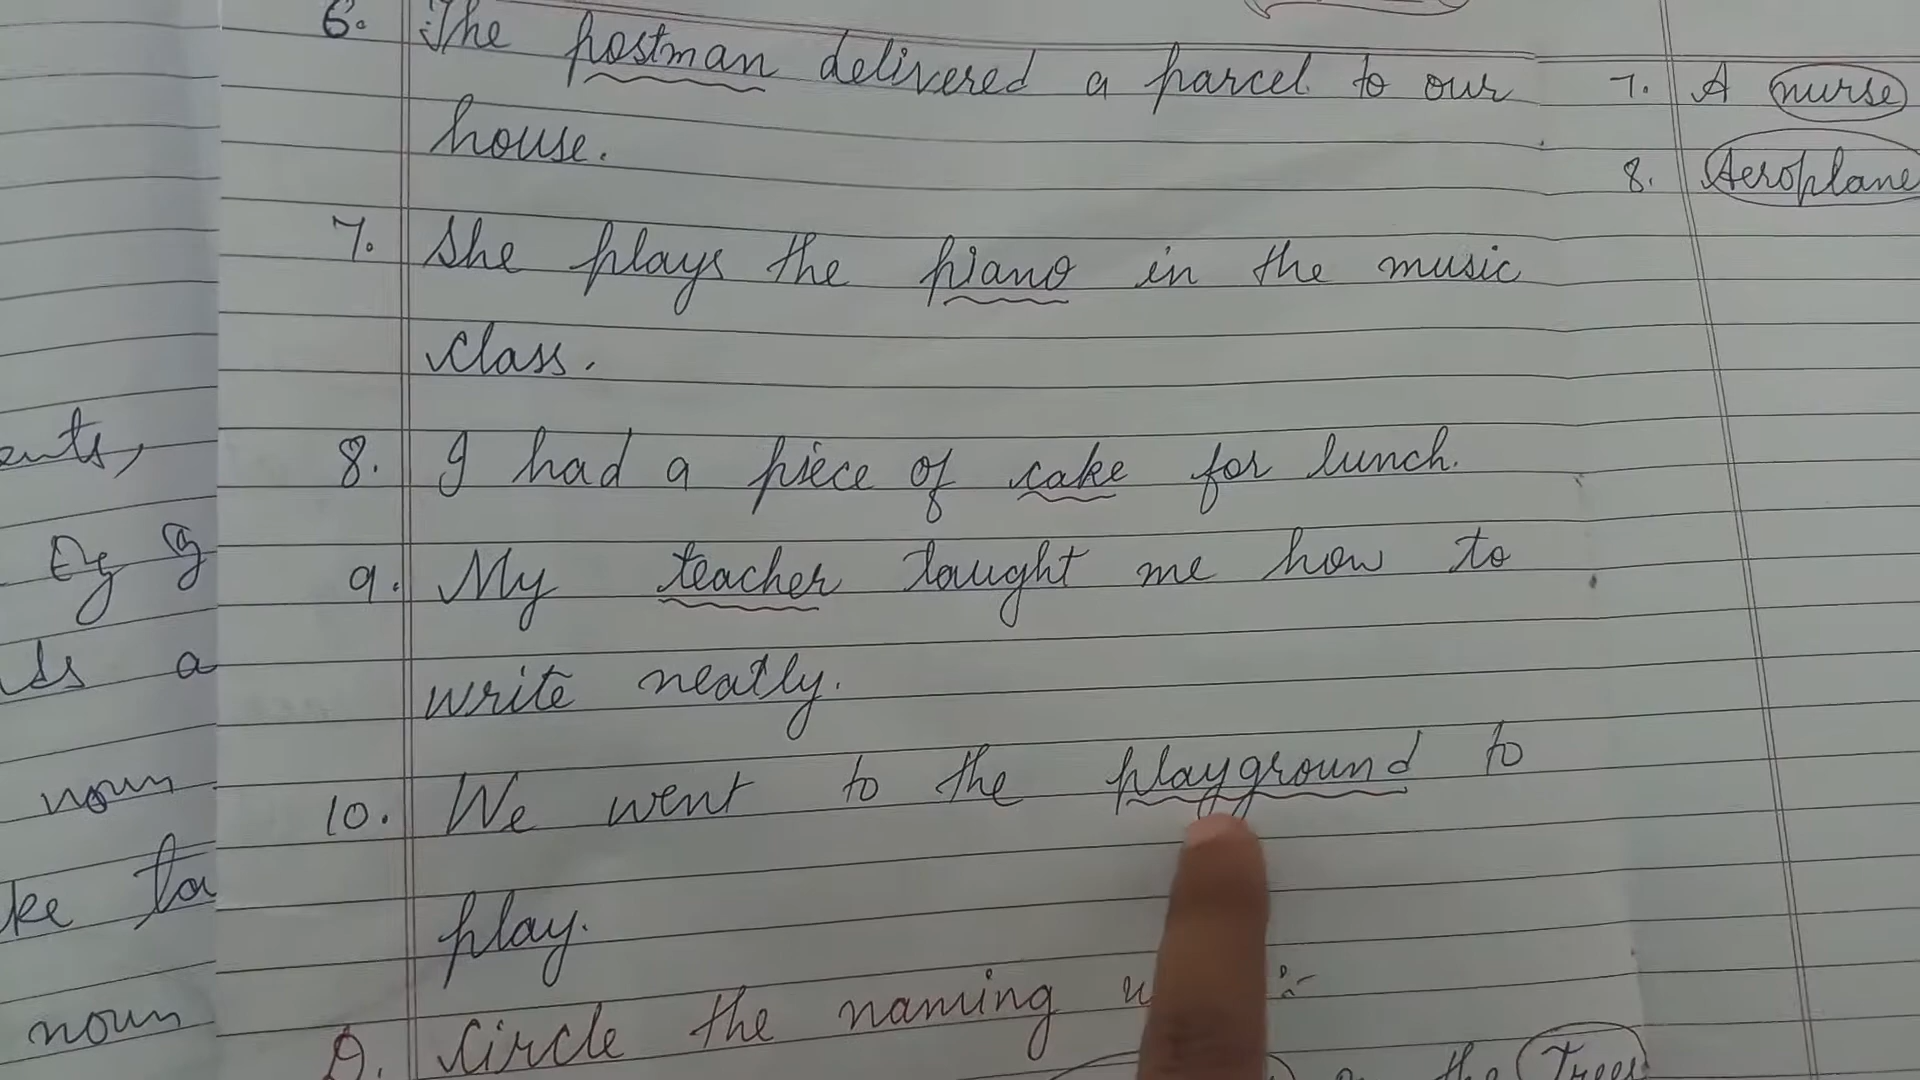 6. The postman delivered a parcel to our
house.
7. She plays the piano in the music
class.
8. I had a piece of cake for lunch.
9. My teacher taught me how to
write neatly.
10. We went to the playground to
play.
Q. Circle the naming :-
the Trees
7. A nurse
8. Aeroplane
noun
noun